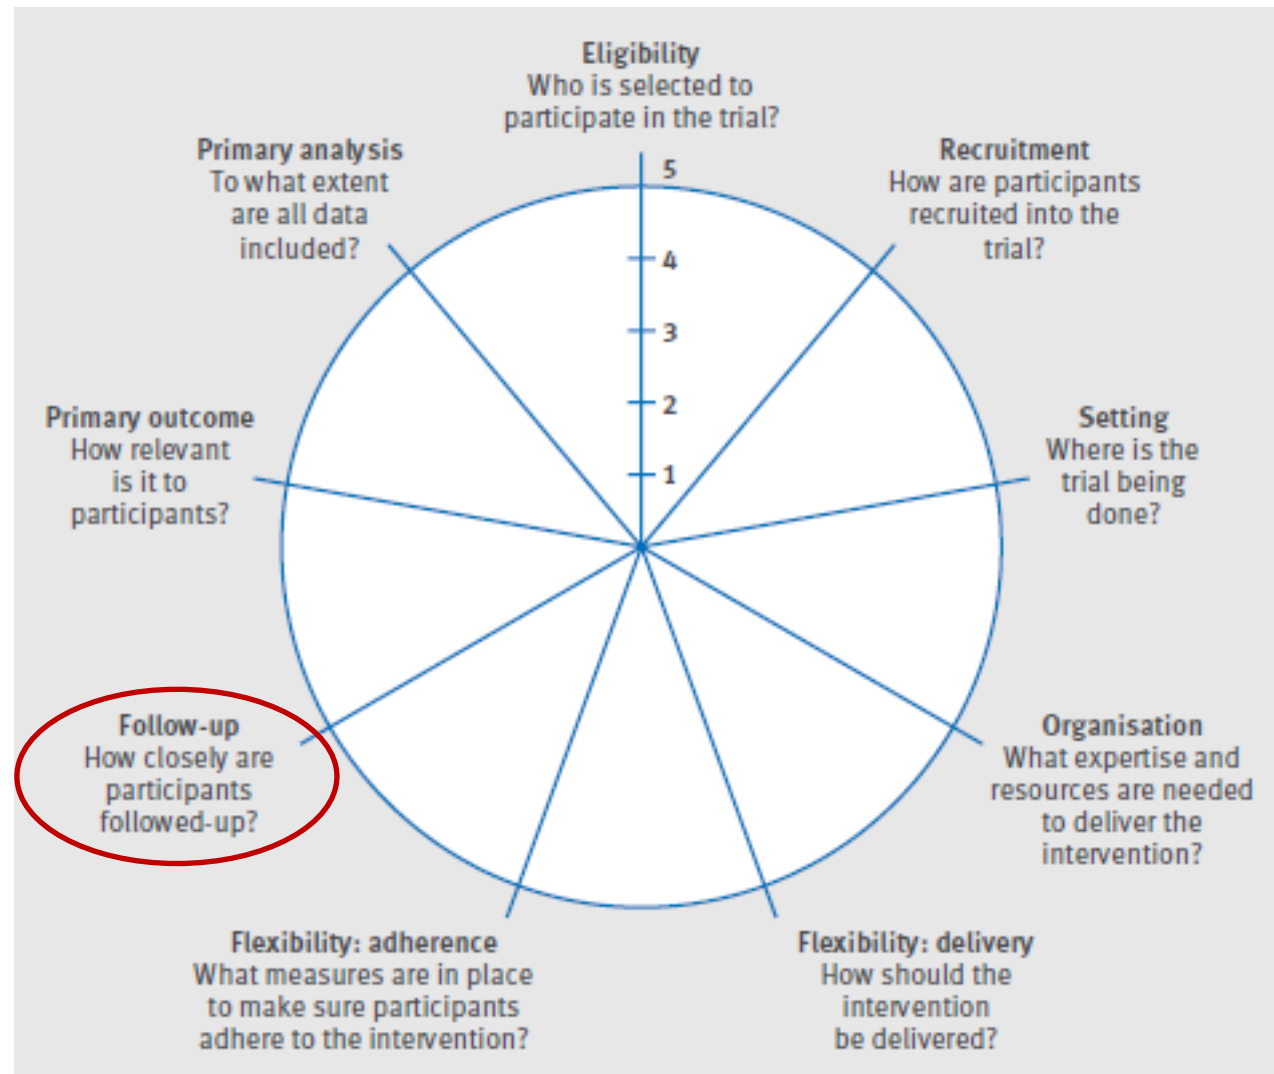 Eligibility
Who is selected to
participate in the trial?
Primary analysis
To what extent
are all data
included?
Recruitment
How are participants
recruited into the
trial?
5
4
3
2
1
Primary outcome
How relevant
is it to
participants?
Setting
Where is the
trial being
done?
Follow-up
How closely are
participants
followed-up?
Organisation
What expertise and
resources are needed
to deliver the
intervention?
Flexibility: adherence
What measures are in place
to make sure participants
adhere to the intervention?
Flexibility: delivery
How should the
intervention
be delivered?